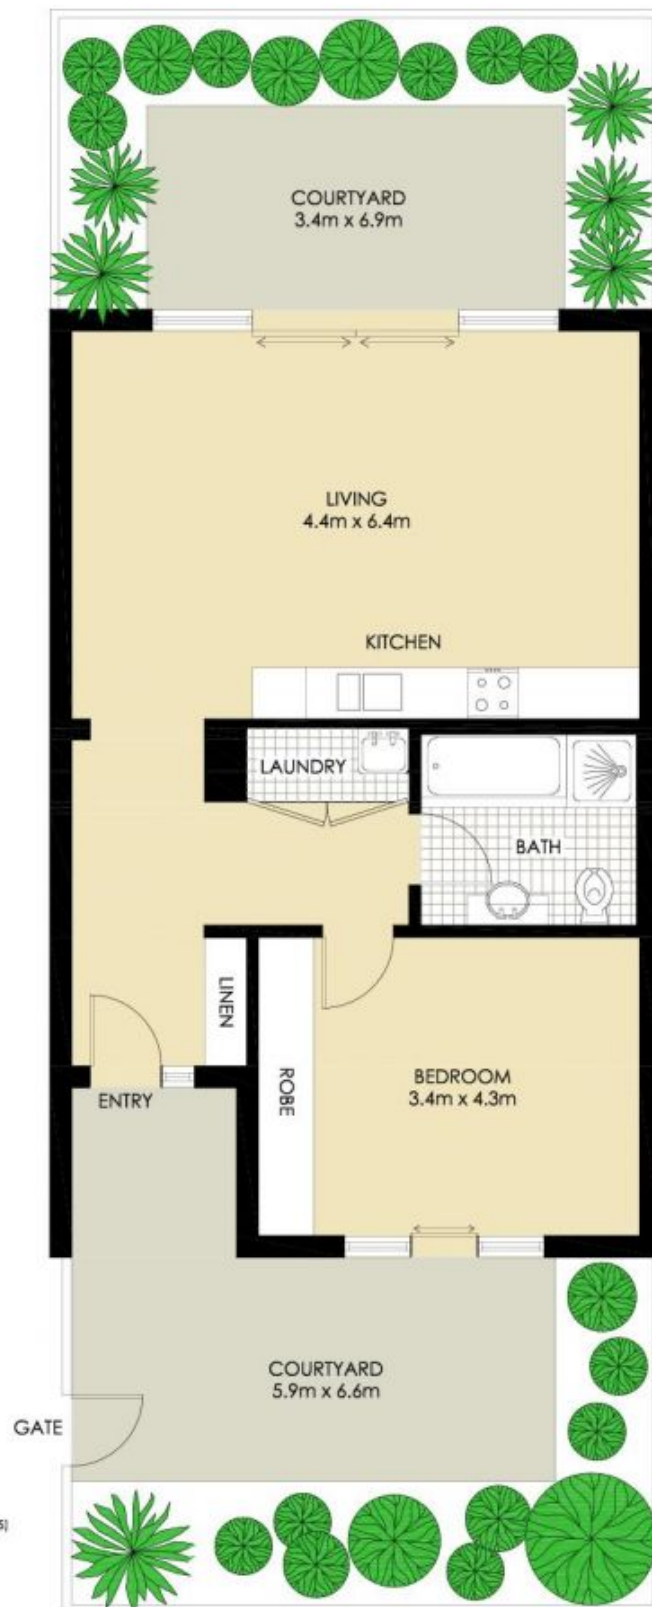 COURTYARD
3.4m x 6.9m
LIVING
4.4m x 6.4m
KITCHEN
LAUNDRY
BATH
LINEN
ROBE
BEDROOM
3.4m x 4.3m
ENTRY
COURTYARD
5.9m x 6.6m
GATE